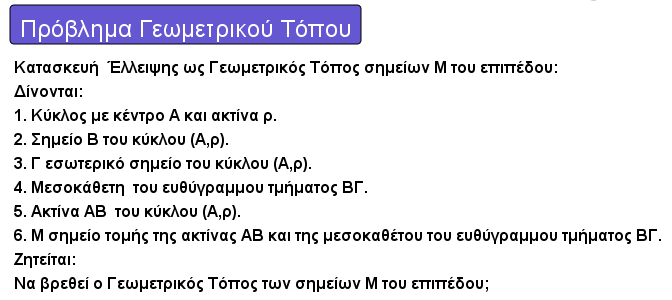 Πρόβλημα Γεωμετρικού Τόπου
Κατασκευή Έλλειψης ως Γεωμετρικός Τόπος σημείων Μ του επιπέδου:
Δίνονται:
1. Κύκλος με κέντρο Α και ακτίνα ρ.
2. Σημείο Β του κύκλου (Α,ρ).
3. Γ εσωτερικό σημείο του κύκλου (Α,ρ).
4. Μεσοκάθετη του ευθύγραμμου τμήματος ΒΓ.
5. Ακτίνα ΑΒ του κύκλου (Α,ρ).
6. Μ σημείο τομής της ακτίνας ΑΒ και της μεσοκαθέτου του ευθύγραμμου τμήματος ΒΓ.
Ζητείται:
Να βρεθεί ο Γεωμετρικός Τόπος των σημείων Μ του επιπέδου;